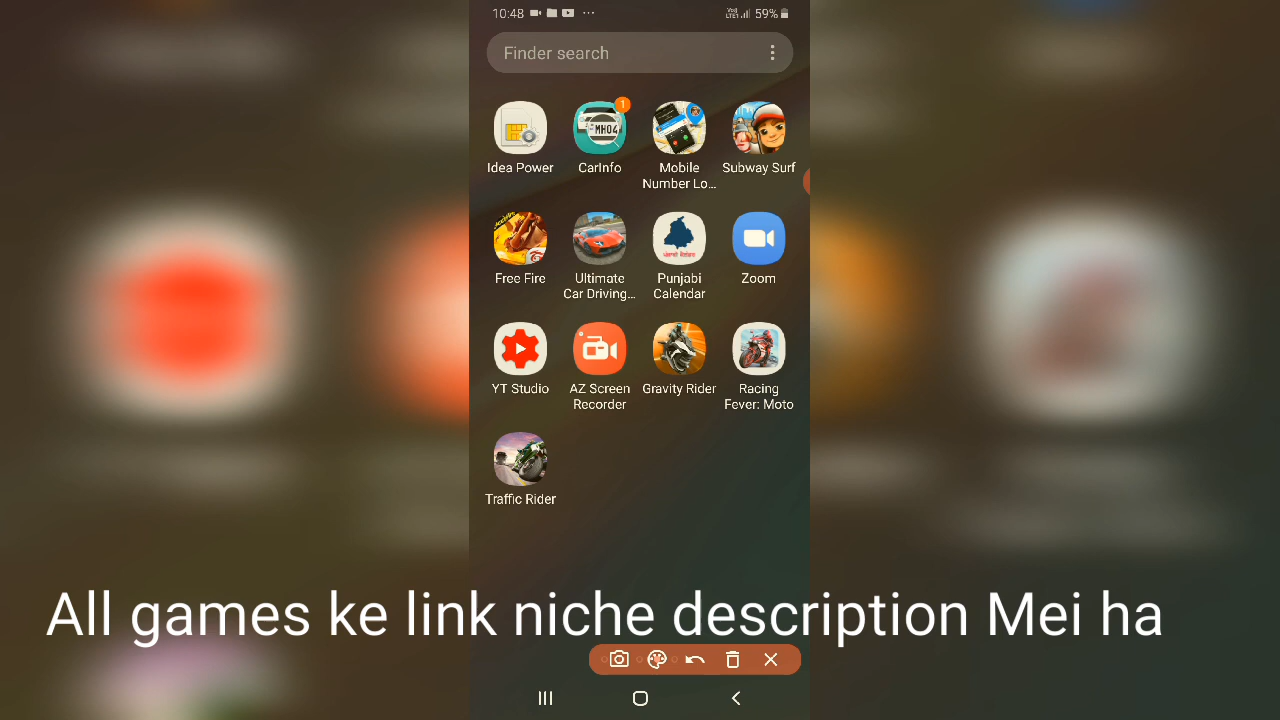 10:48
59%
Finder search
Idea Power
CarInfo
Mobile
Number Lo...
Subway Surf
Free Fire
Ultimate
Car Driving...
Punjabi
Calendar
Zoom
YT Studio
AZ Screen
Recorder
Gravity Rider
Racing
Fever: Moto
Traffic Rider
All games ke link niche description Mei ha